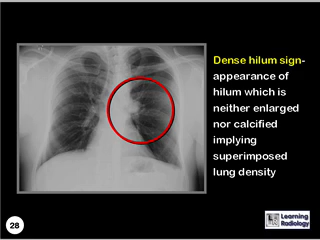 Dense hilum sign-
appearance of
hilum which is
neither enlarged
nor calcified
implying
superimposed
lung density
28
Learning
Radiology